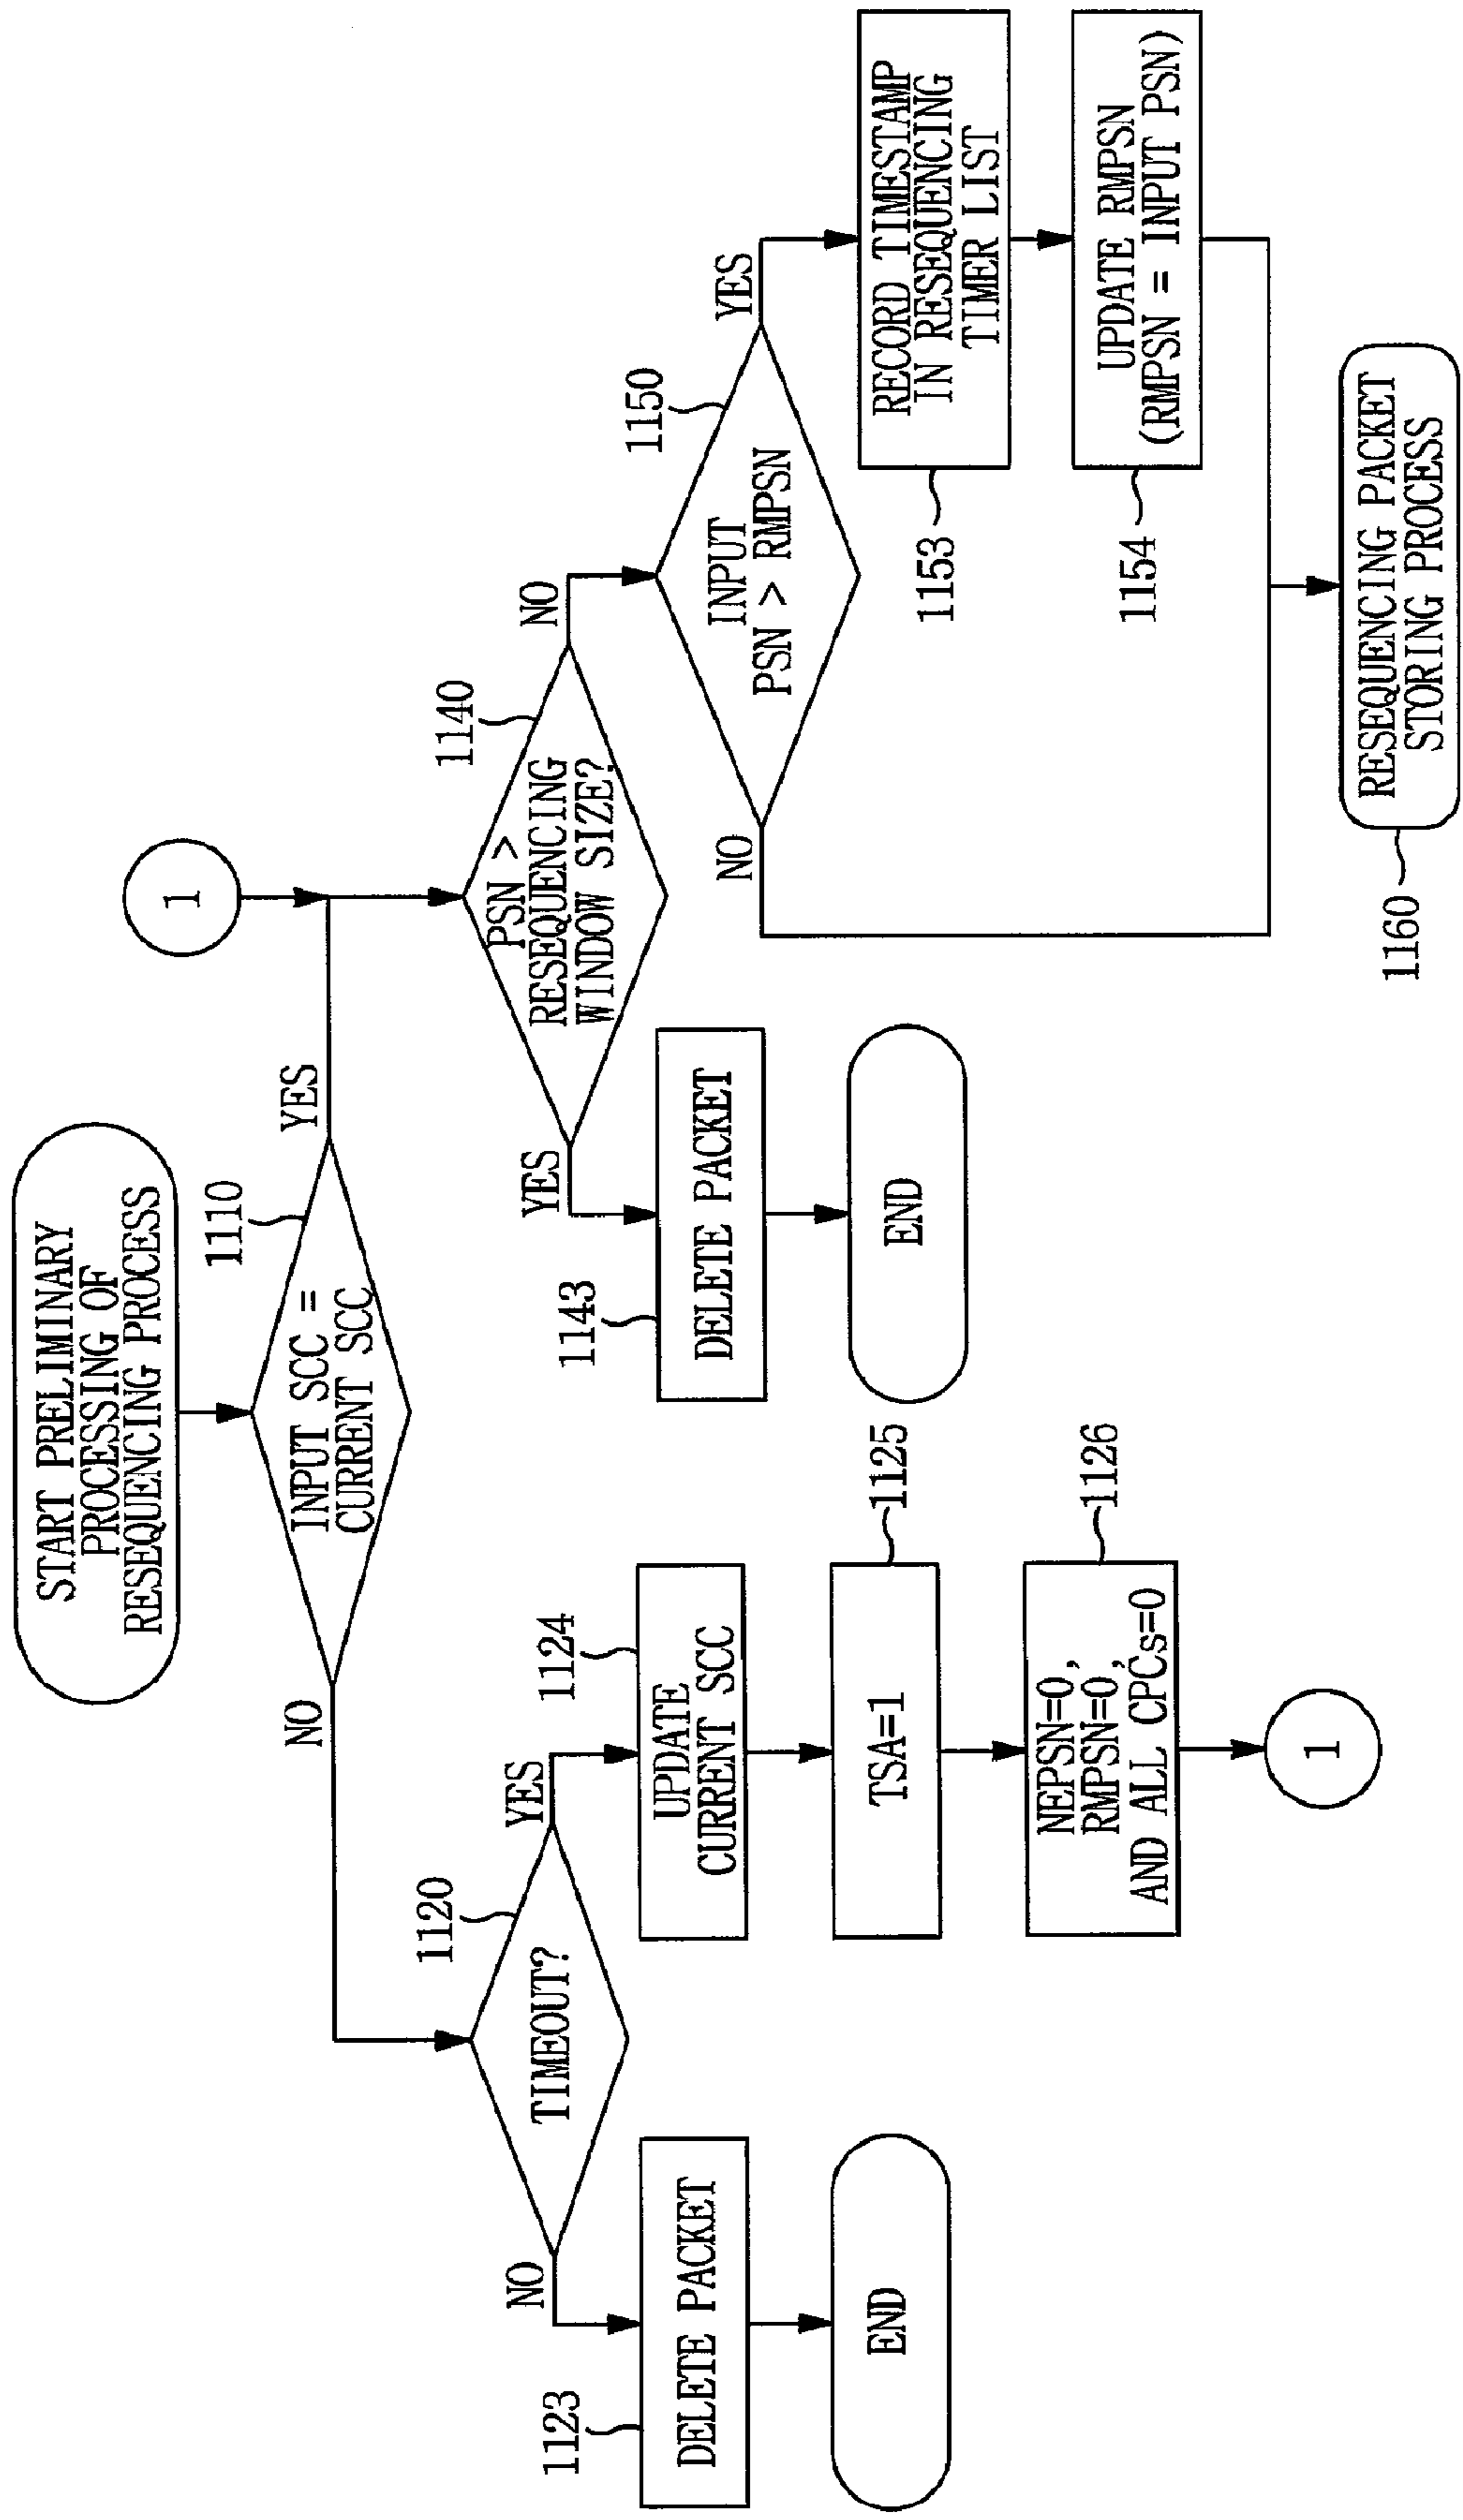 START PRELIMINARY
PROCESSING OF
RESEQUENCING PROCESS
1110
INPUT SCC =
CURRENT SCC
NO
YES
1
1120
TIMEOUT?
NO
YES
1123
DELETE PACKET
END
1124
UPDATE
CURRENT SCC
TSA=1
1125
NEPSN=0,
RMPSN=0,
AND ALL CPCs=0
1126
1
1140
PSN >
RESEQUENCING
WINDOW SIZE?
YES
NO
1143
DELETE PACKET
END
1150
INPUT
PSN > RMPSN
NO
YES
RECORD TIMESTAMP
IN RESEQUENCING
TIMER LIST
1153
UPDATE RMPSN
(RMPSN = INPUT PSN)
1154
RESEQUENCING PACKET
STORING PROCESS
1160